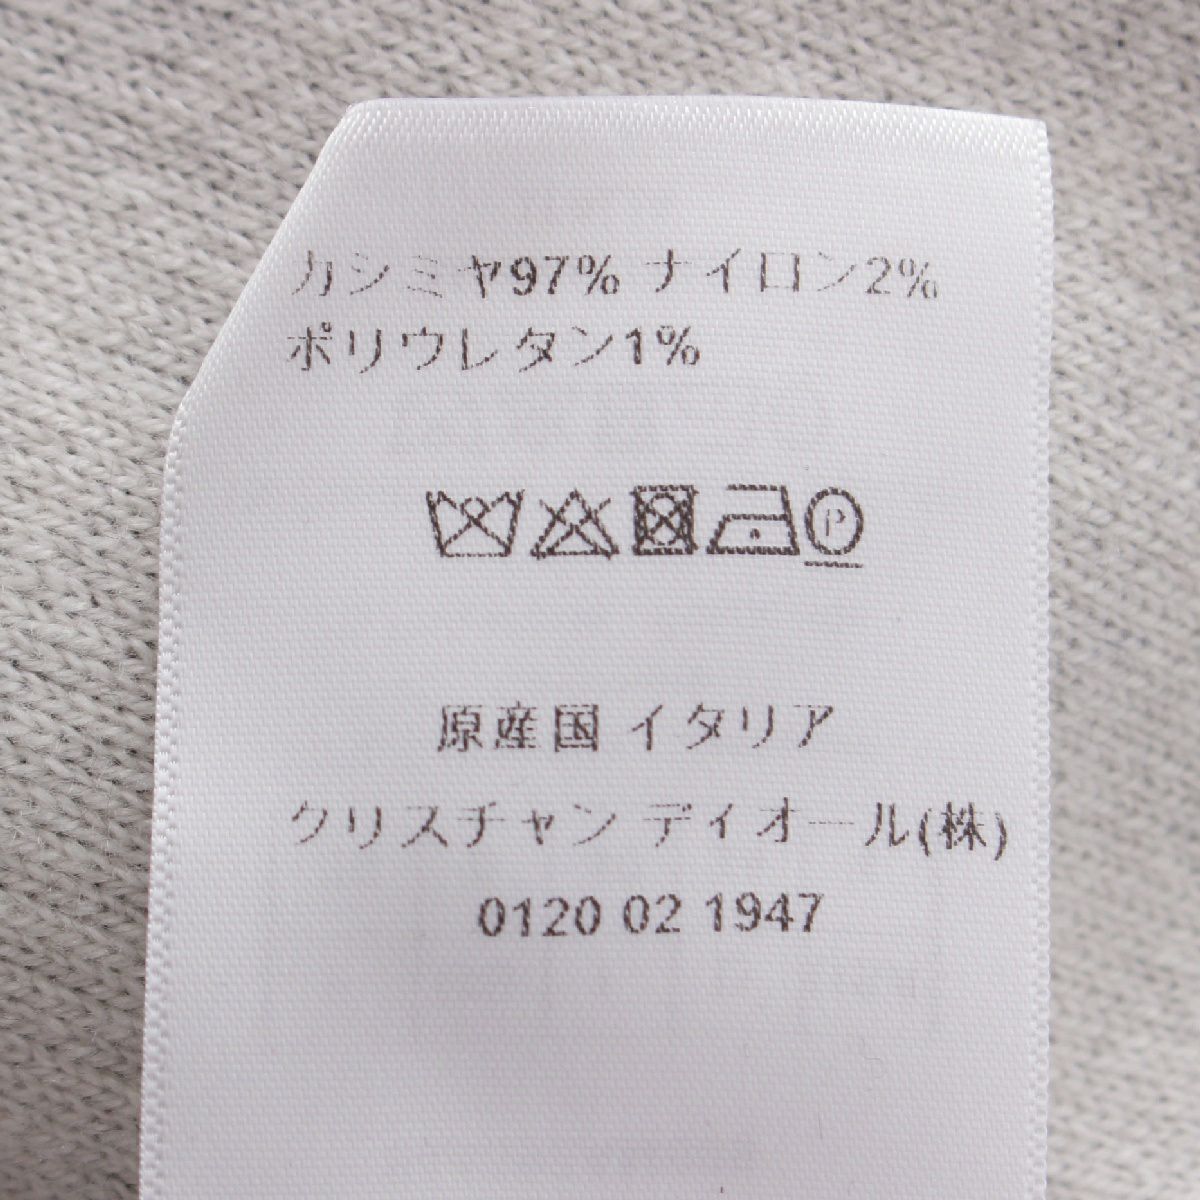 カシミヤ97% ナイロン2%
ポリウレタン1%
P
原産国 イタリア
クリスチャン ディオール(株)
0120 02 1947